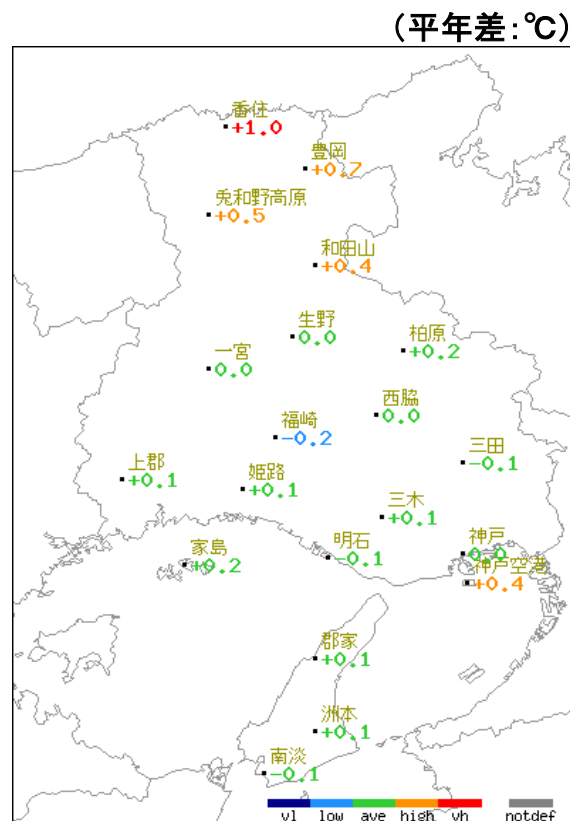 (平年差:℃)
香住
+1.0
豊岡
+0.7
兎和野高原
+0.5
和田山
+0.4
生野
0.0
柏原
+0.2
一宮
0.0
西脇
0.0
福崎
-0.2
三田
-0.1
上郡
+0.1
姫路
+0.1
三木
+0.1
神戸
0.0
家島
+0.2
明石
-0.1
神戸空港
+0.4
郡家
+0.1
洲本
+0.1
南淡
-0.1
vl low ave high vh notdef